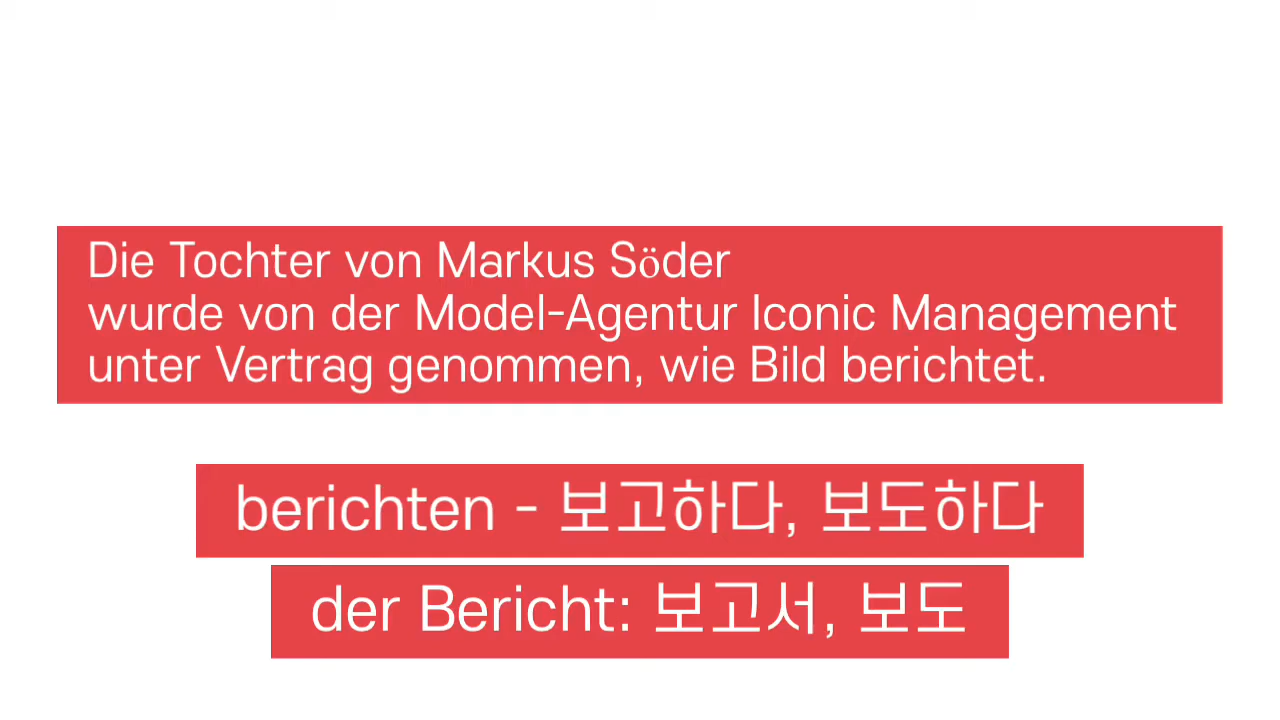 Die Tochter von Markus Söder
wurde von der Model-Agentur Iconic Management
unter Vertrag genommen, wie Bild berichtet.
berichten - 보고하다, 보도하다
der Bericht: 보고서, 보도